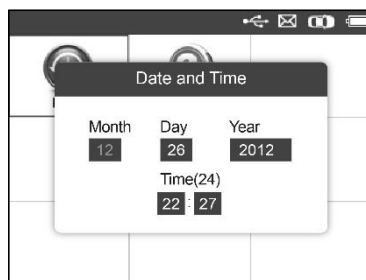 Date and Time
Month Day Year
12 26 2012
Time(24)
22 : 27